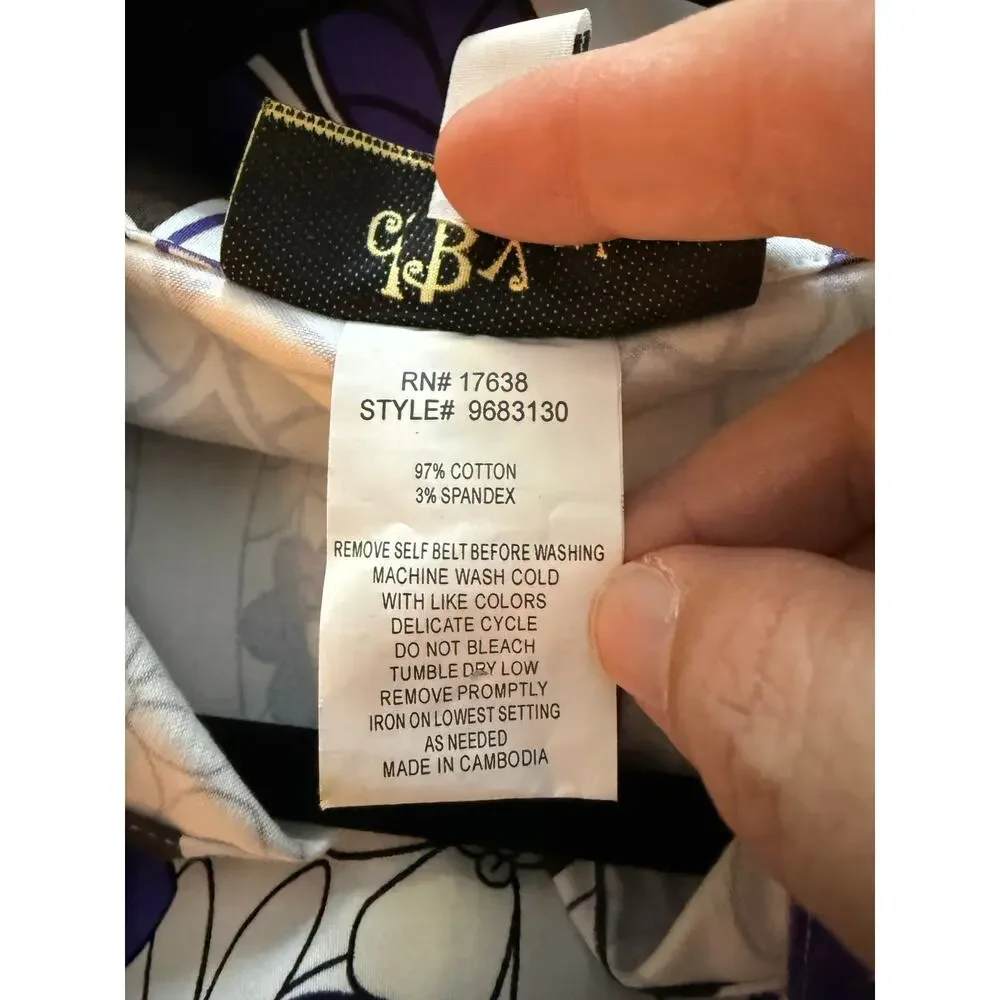 RN# 17638
STYLE# 9683130
97% COTTON
3% SPANDEX
REMOVE SELF BELT BEFORE WASHING
MACHINE WASH COLD
WITH LIKE COLORS
DELICATE CYCLE
DO NOT BLEACH
TUMBLE DRY LOW
REMOVE PROMPTLY
IRON ON LOWEST SETTING
AS NEEDED
MADE IN CAMBODIA